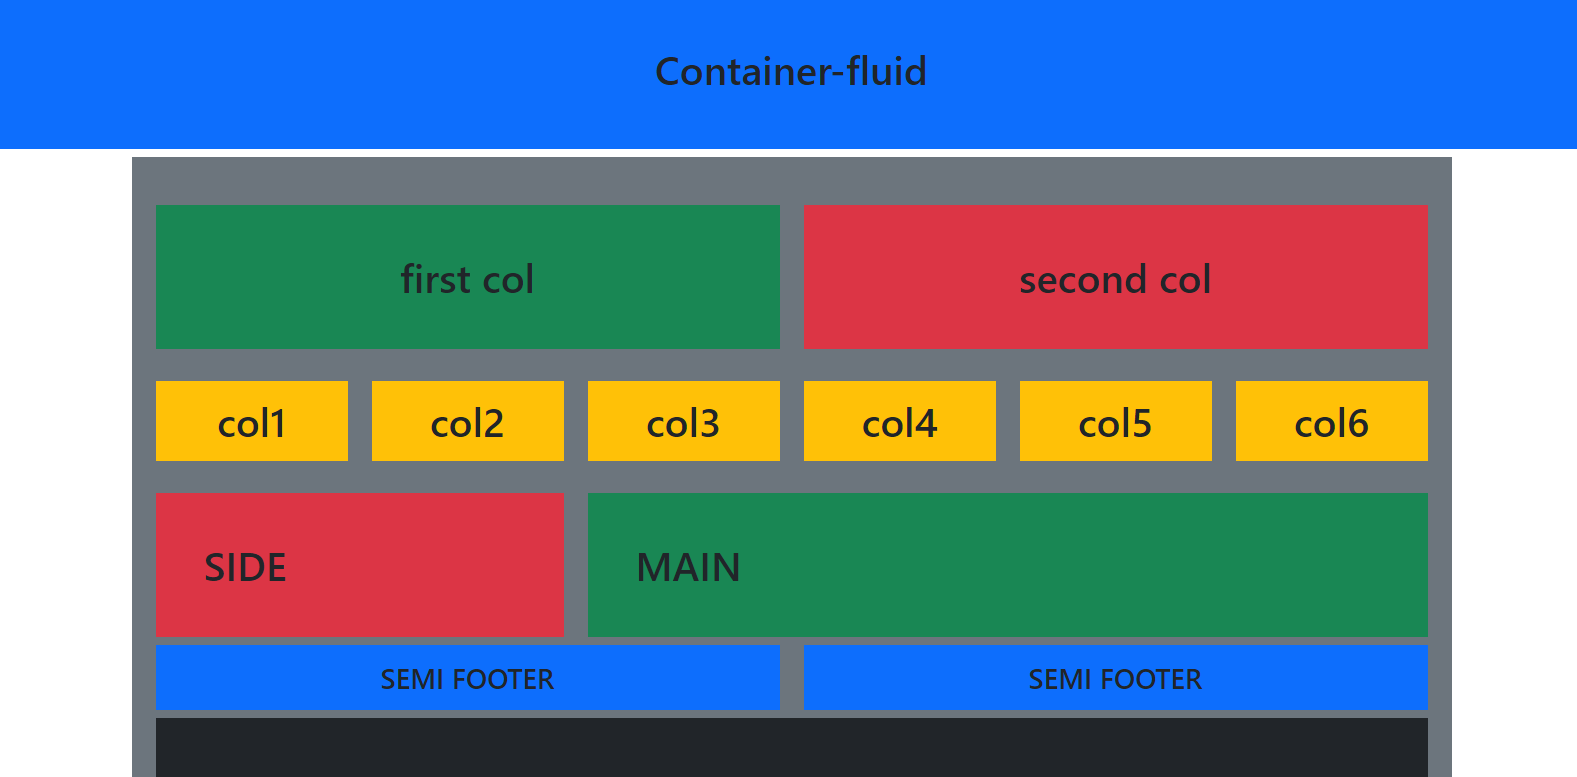 Container-fluid
first col
second col
col1
col2
col3
col4
col5
col6
SIDE
MAIN
SEMI FOOTER
SEMI FOOTER